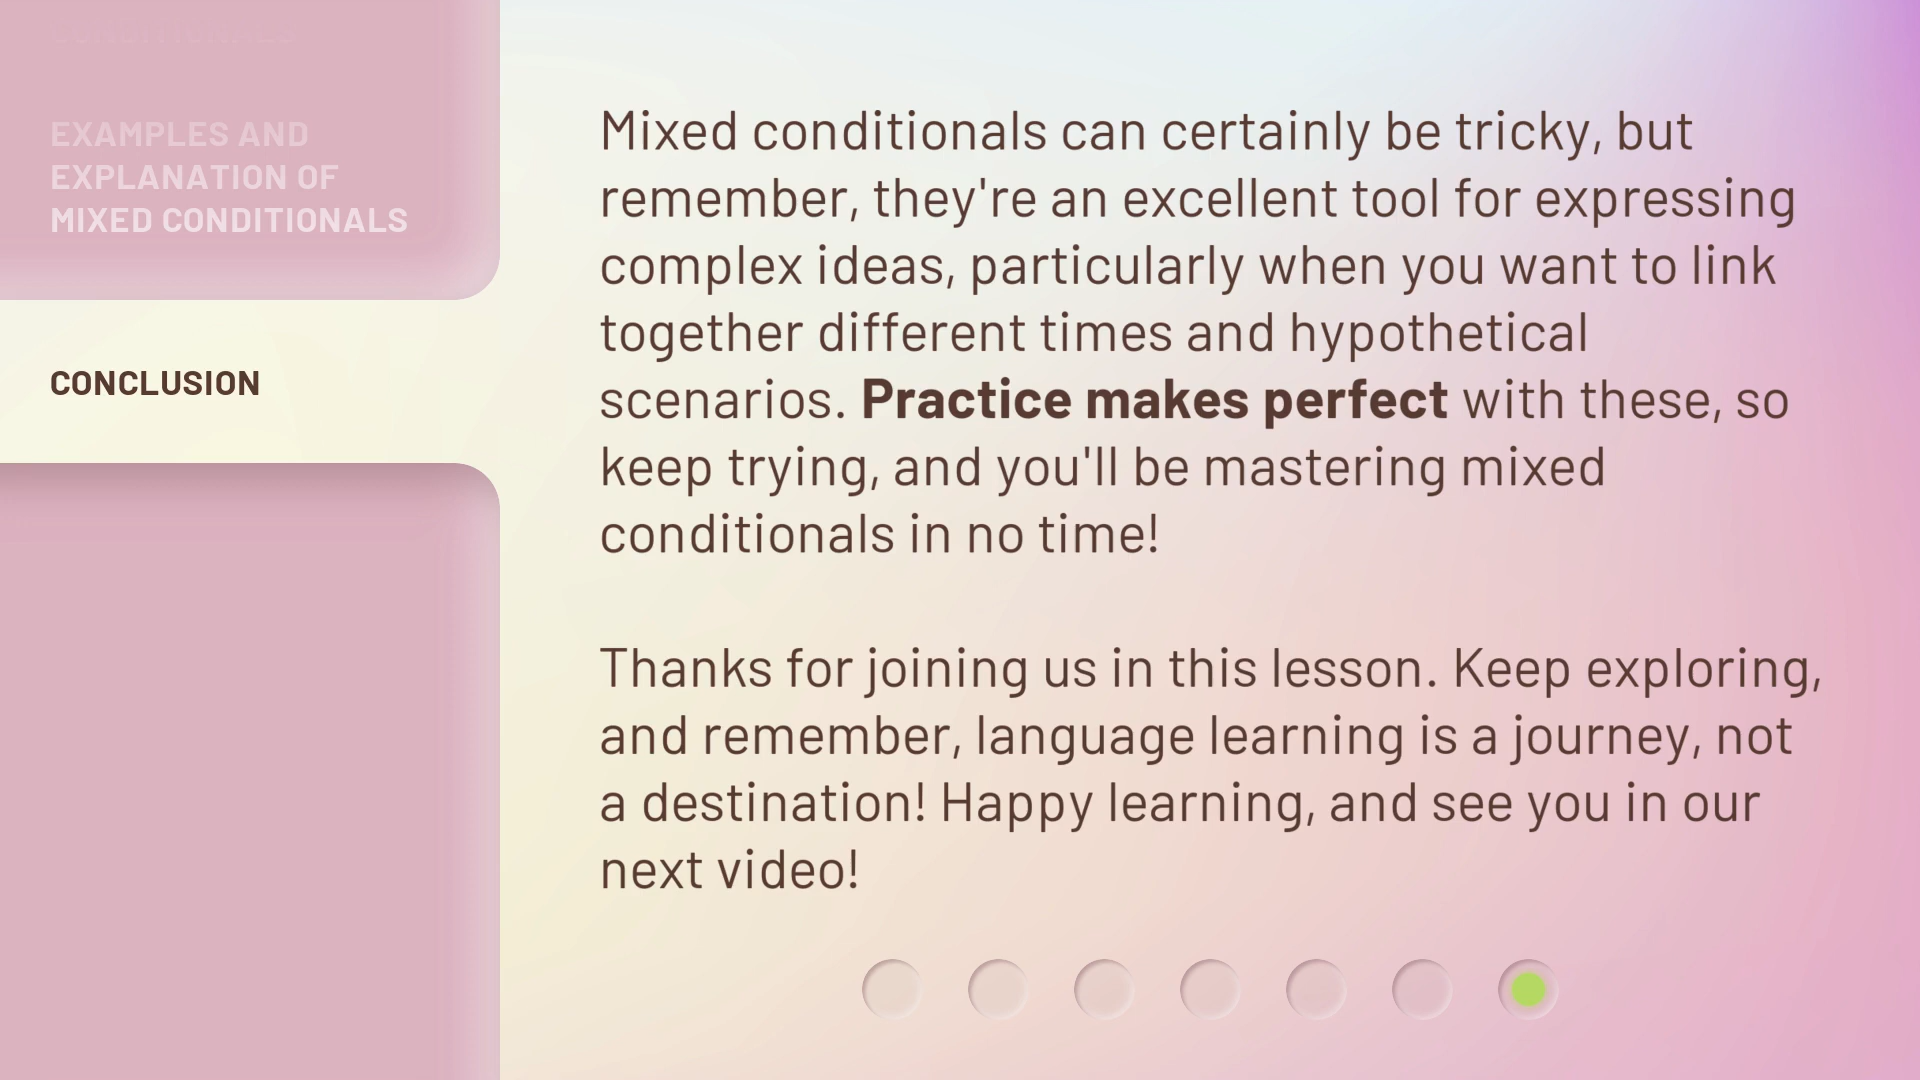 CONDITIONALS
EXAMPLES AND
EXPLANATION OF
MIXED CONDITIONALS
CONCLUSION
Mixed conditionals can certainly be tricky, but
remember, they're an excellent tool for expressing
complex ideas, particularly when you want to link
together different times and hypothetical
scenarios. Practice makes perfect with these, so
keep trying, and you'll be mastering mixed
conditionals in no time!
Thanks for joining us in this lesson. Keep exploring,
and remember, language learning is a journey, not
a destination! Happy learning, and see you in our
next video!